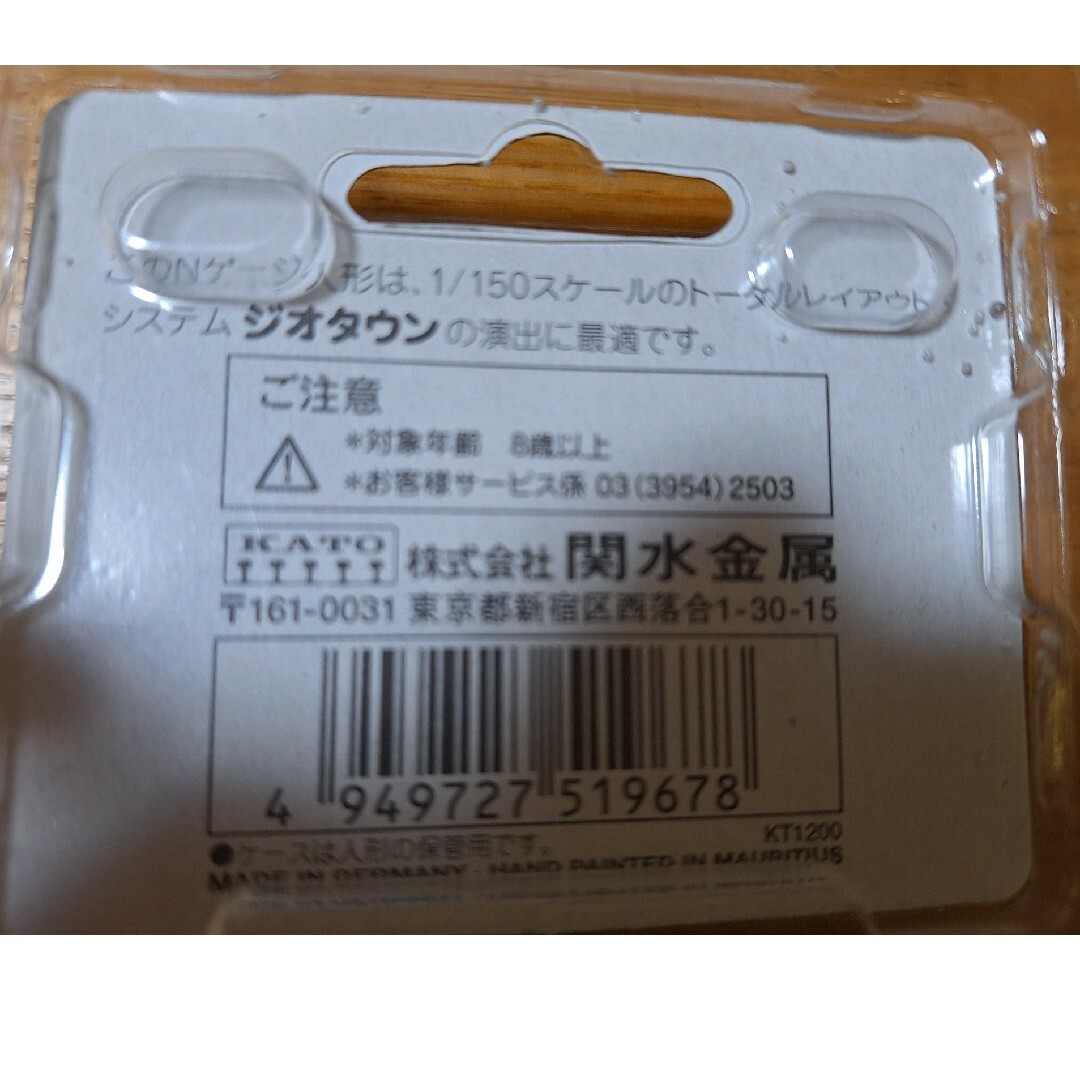 このNゲージ人形は、1/150スケールのトータルレイアウト
システム ジオタウン の演出に最適です。
ご注意
*対象年齢 8歳以上
*お客様サービス係 03(3954)2503
KATO 株式会社 関水金属
〒161-0031 東京都新宿区西落合1-30-15
4 949727 519678
KT1200
●ケースは人形の保管用です。
MADE IN GERMANY・HAND PAINTED IN MAURITIUS